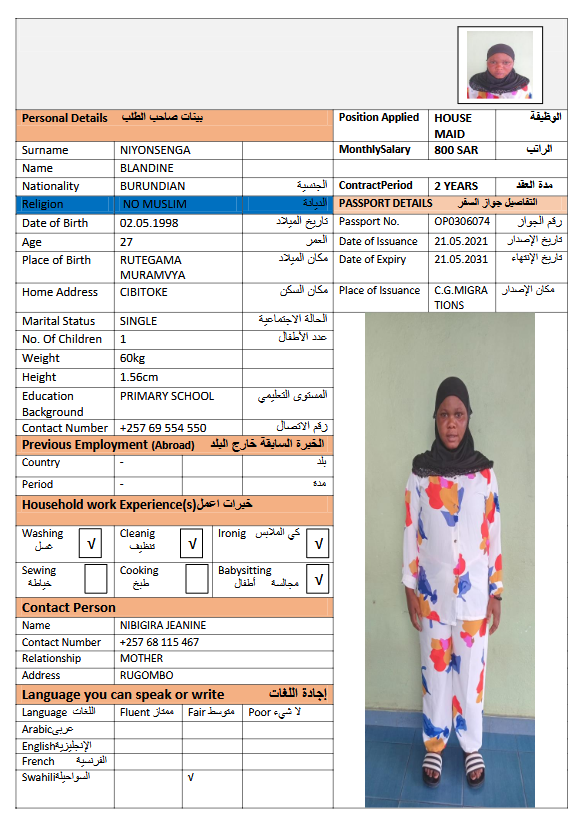 Personal Details بينات صاحب الطلب
Surname NIYONSENGA
Name BLANDINE
Nationality BURUNDIAN الجنسية
Religion NO MUSLIM الديانة
Date of Birth 02.05.1998 تاريخ الميلاد
Age 27 العمر
Place of Birth RUTEGAMA MURAMVYA مكان الميلاد
Home Address CIBITOKE مكان السكن
Marital Status SINGLE الحالة الاجتماعية
No. Of Children 1 عدد الأطفال
Weight 60kg
Height 1.56cm
Education Background PRIMARY SCHOOL المستوى التعليمي
Contact Number +257 69 554 550 رقم الاتصال
Previous Employment (Abroad) الخبرة السابقة خارج البلد
Country - بلد
Period - مدة
Household work Experience(s) خبرات اعمل
Washing غسل √ Cleanig تنظيف √ Ironig كي الملابس √
Sewing خياطة Cooking طبخ Babysitting مجالسة أطفال √
Contact Person
Name NIBIGIRA JEANINE
Contact Number +257 68 115 467
Relationship MOTHER
Address RUGOMBO
Language you can speak or write إجادة اللغات
Language اللغات Fluent ممتاز Fair متوسط Poor لا شيء
Arabic عربى
English الإنجليزية
French الفرنسية
Swahili السواحيلة √
Position Applied HOUSE MAID الوظيفة
MonthlySalary 800 SAR الراتب
ContractPeriod 2 YEARS مدة العقد
PASSPORT DETAILS التفاصيل جواز السفر
Passport No. OP0306074 رقم الجواز
Date of Issuance 21.05.2021 تاريخ الإصدار
Date of Expiry 21.05.2031 تاريخ الإنتهاء
Place of Issuance C.G.MIGRATIONS مكان الإصدار